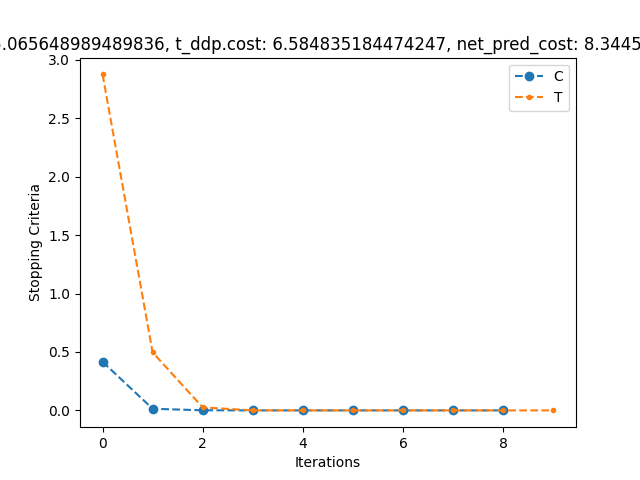 .065648989489836, t_ddp.cost: 6.584835184474247, net_pred_cost: 8.3445
3.0
2.5
2.0
1.5
1.0
0.5
0.0
Stopping Criteria
C
T
0 2 4 6 8
Iterations